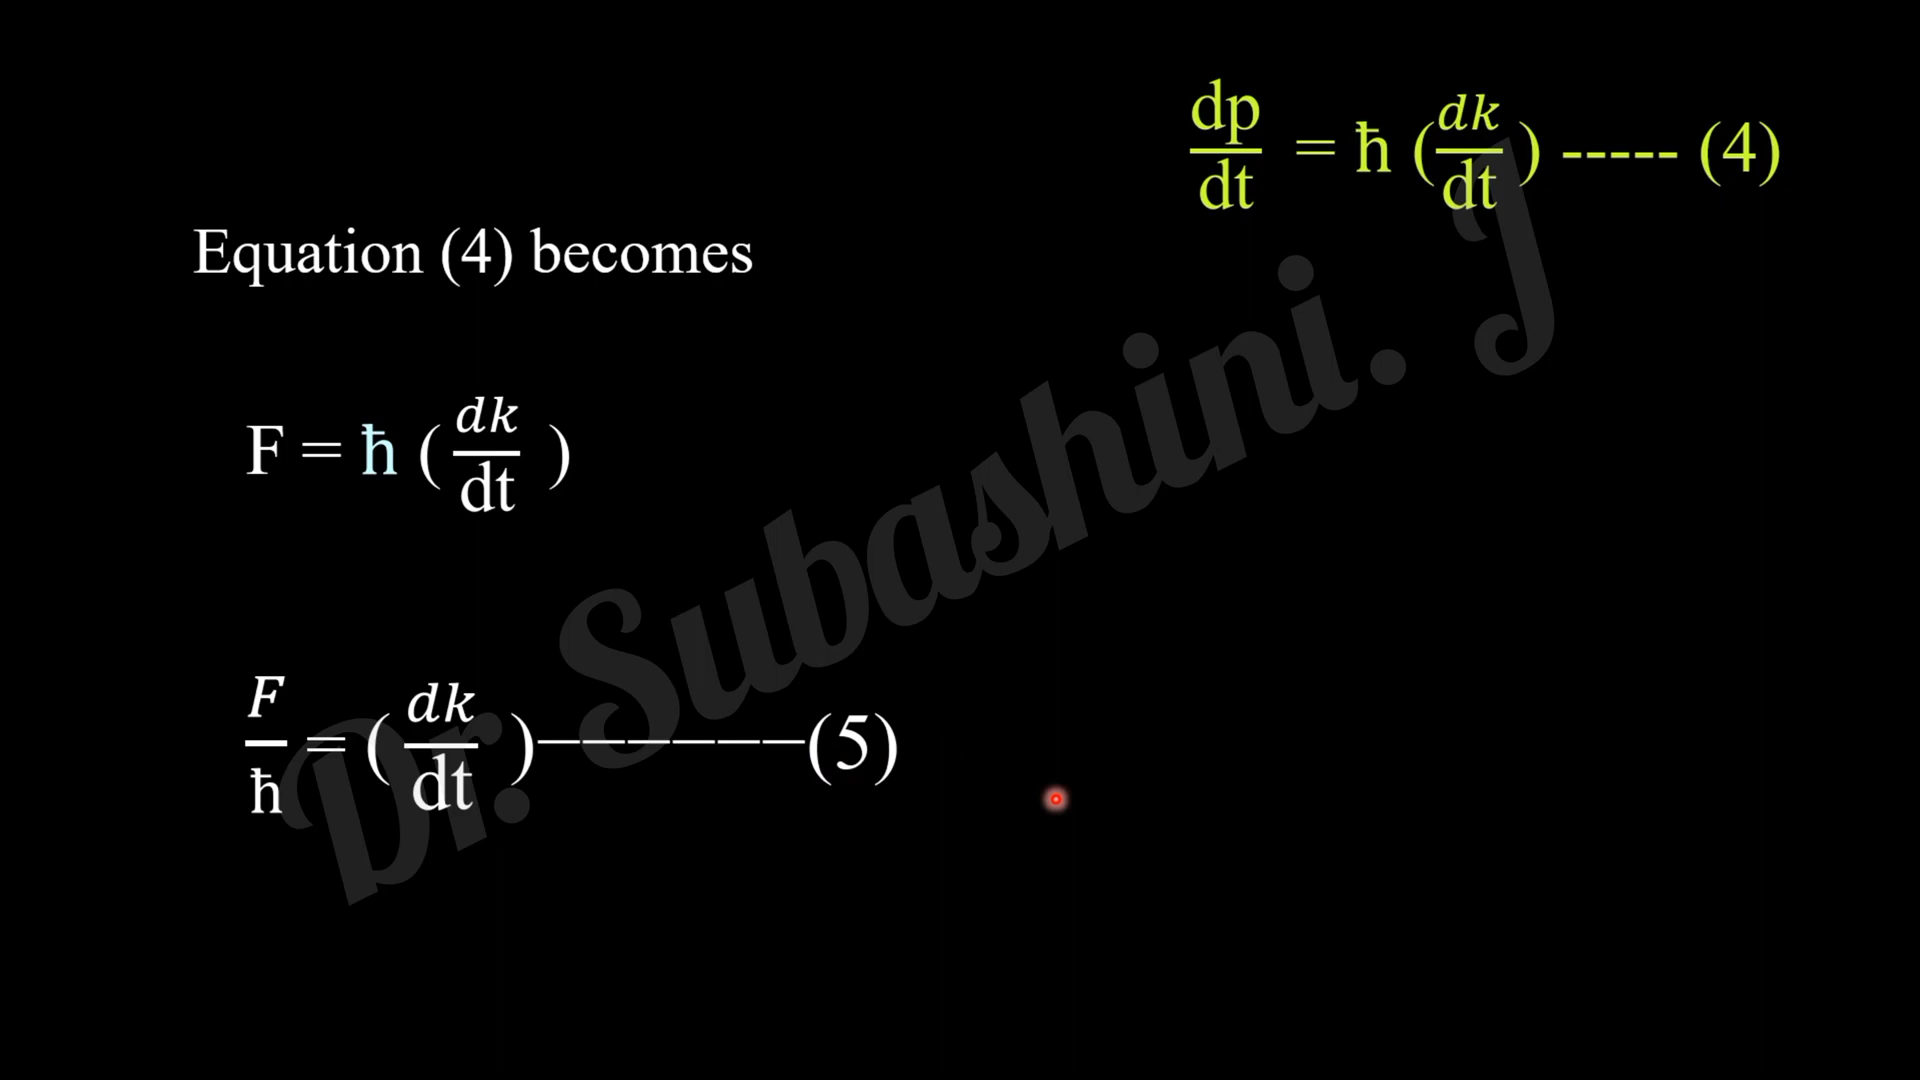 dp/dt = ħ (dk/dt) ----- (4)
Equation (4) becomes
F = ħ (dk/dt)
F/ħ = (dk/dt)——————(5)
Dr. Subashini. J